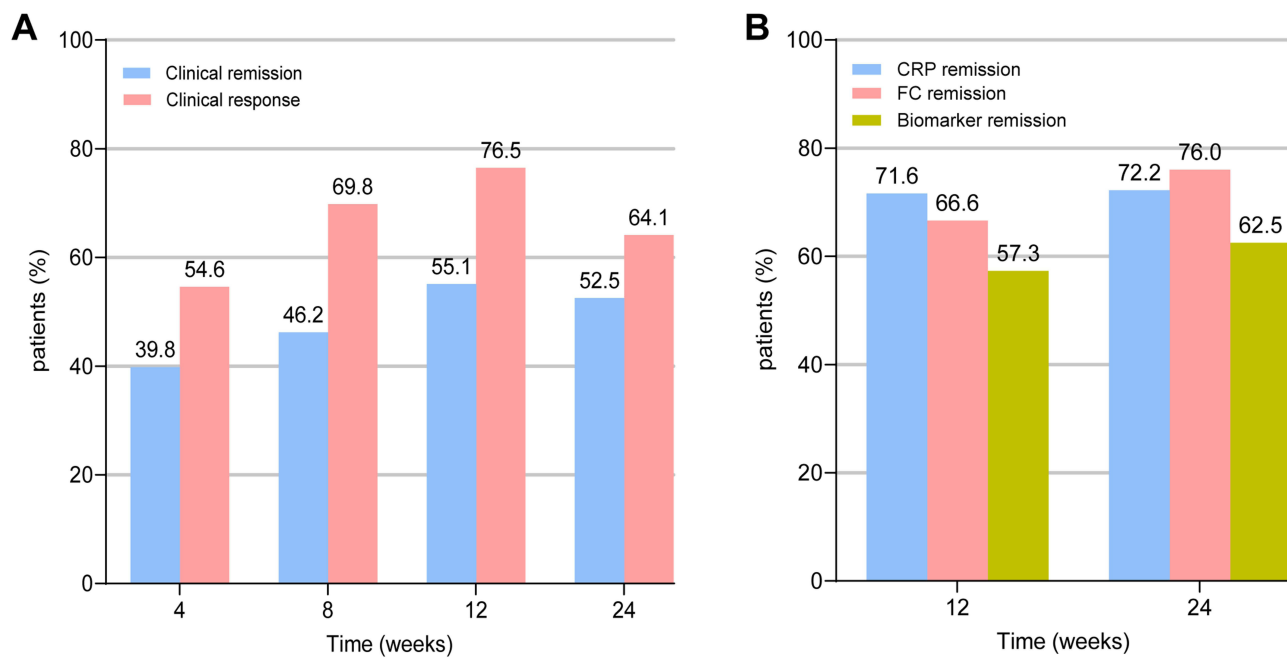 A
patients (%)
100
80
60
40
20
0
Clinical remission
Clinical response
39.8
54.6
46.2
69.8
55.1
76.5
52.5
64.1
4
8
12
24
Time (weeks)
B
patients (%)
100
80
60
40
20
0
CRP remission
FC remission
Biomarker remission
71.6
66.6
57.3
72.2
76.0
62.5
12
24
Time (weeks)